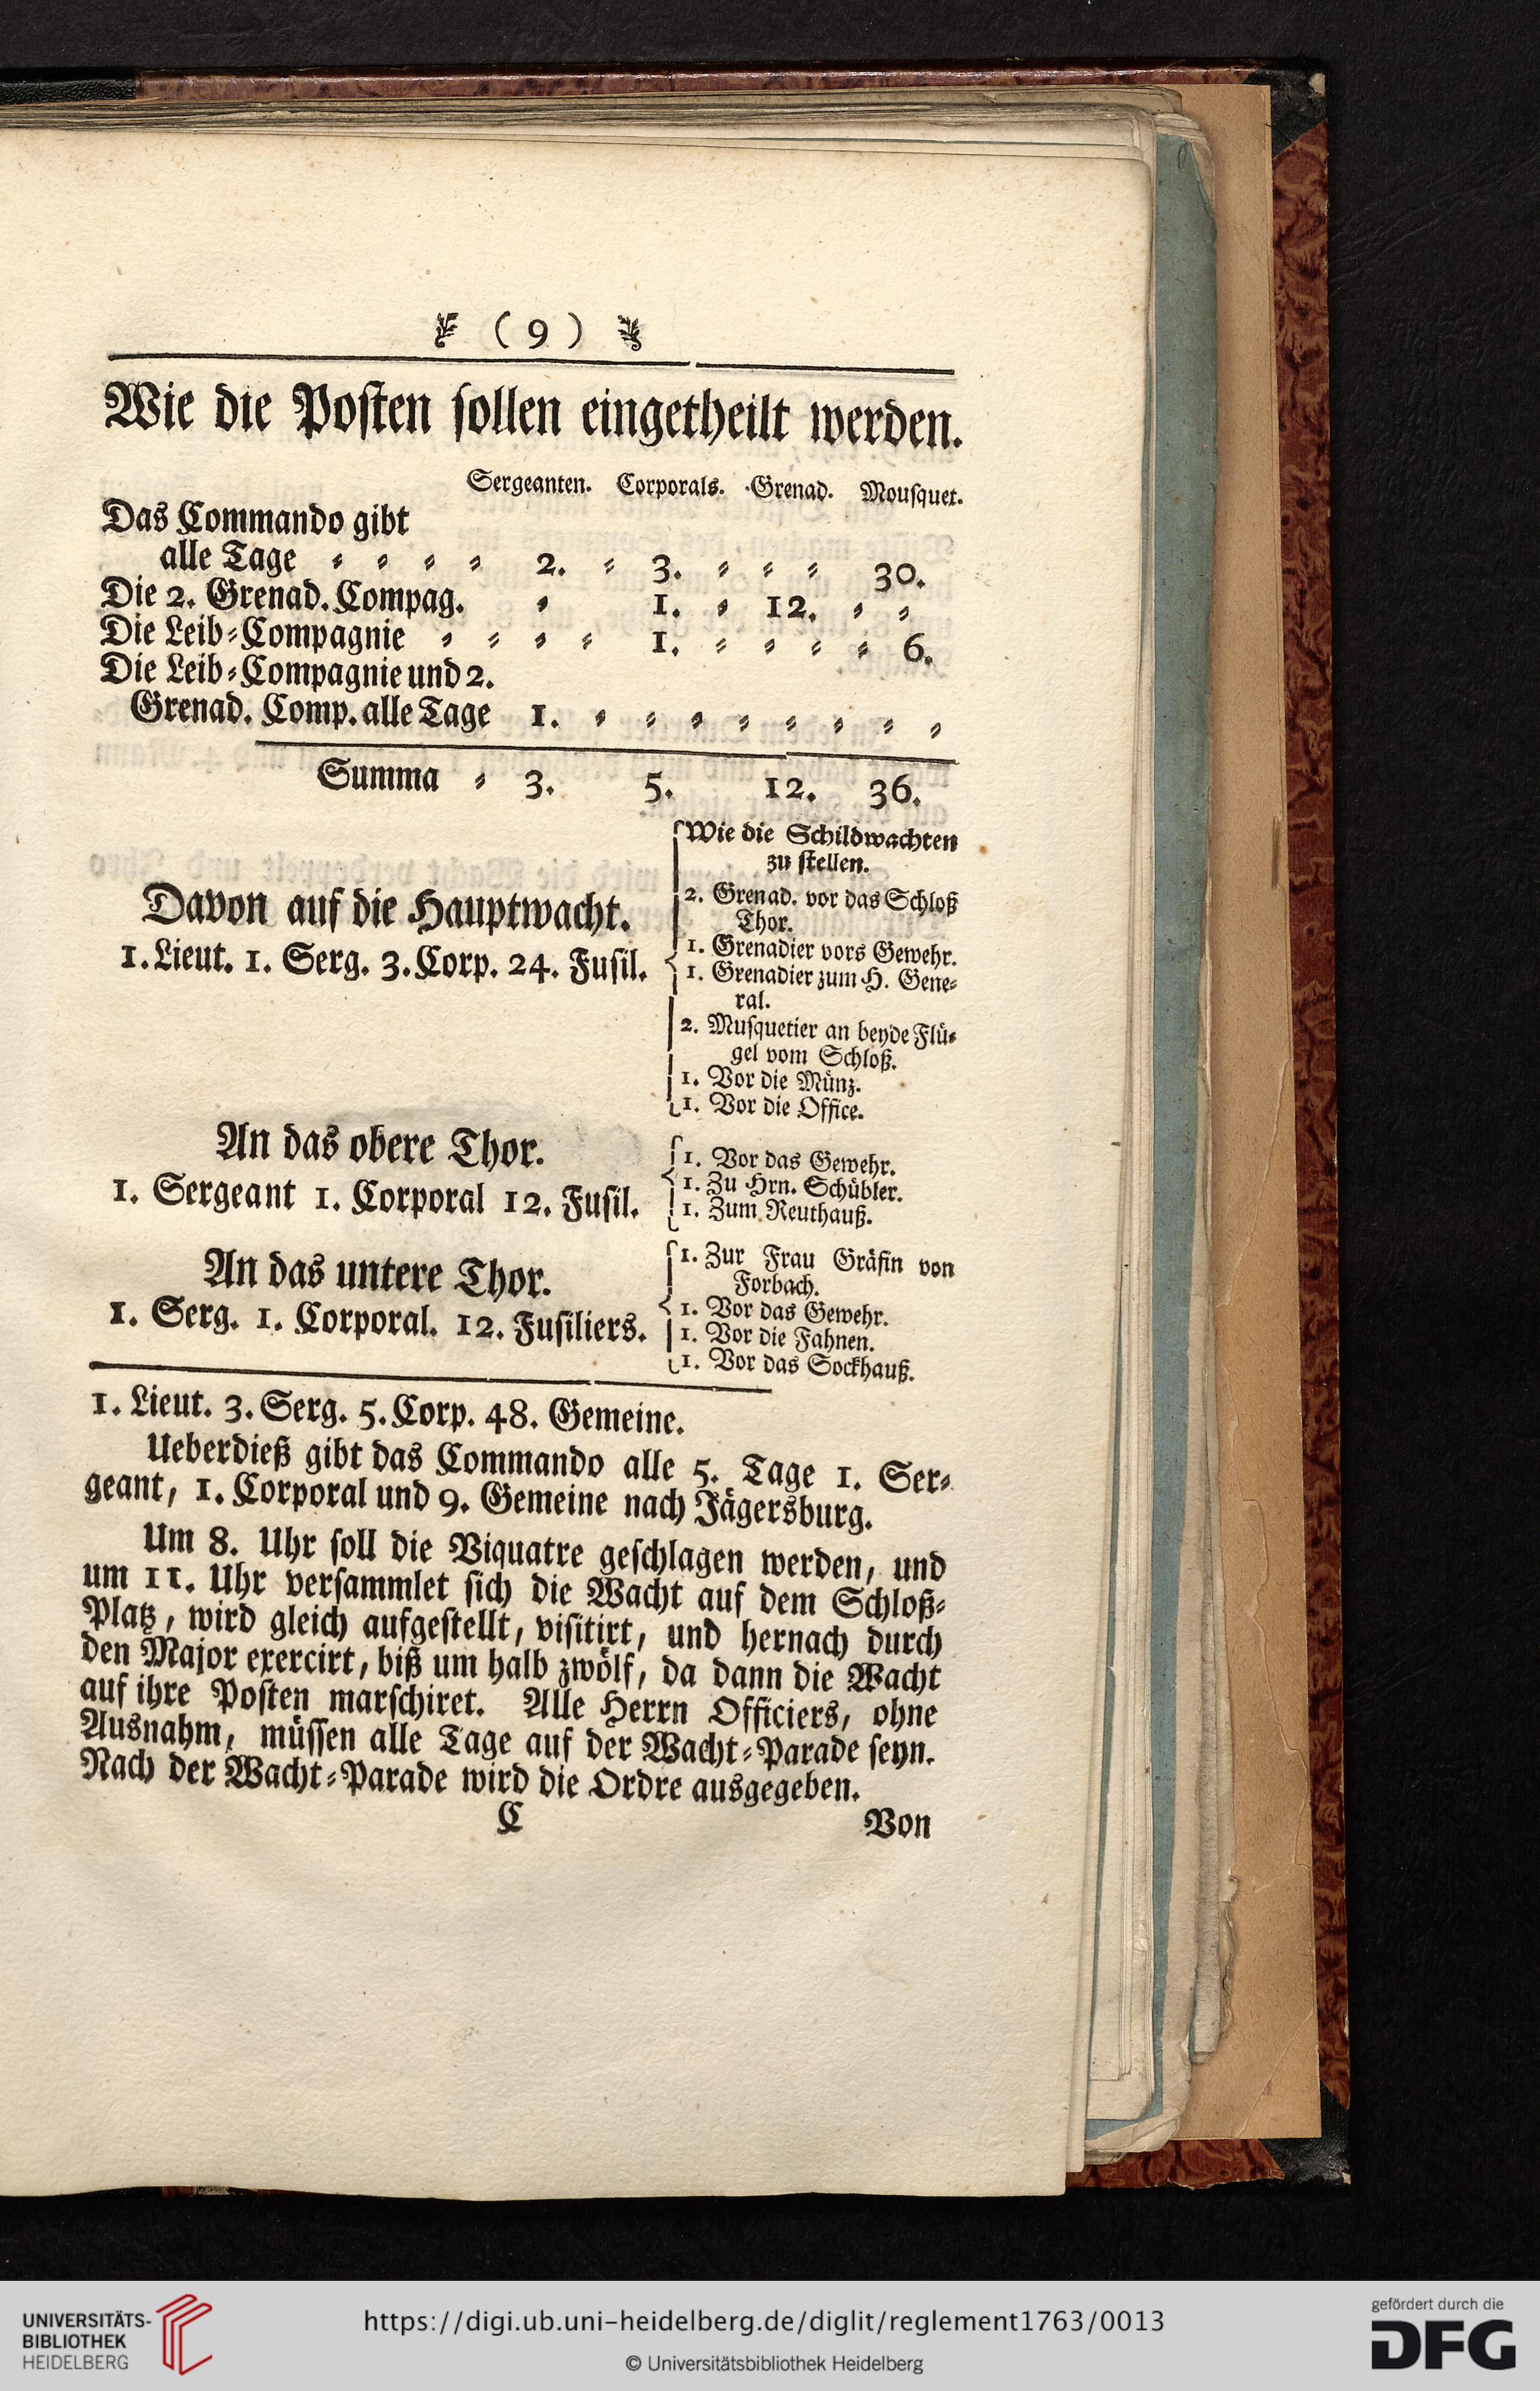 ( 9 )
Wie die Posten sollen eingetheilt werden.
Sergeanten. Corporals. Grenad. Mousquet.
Das Commando gibt
alle Tage ⸗ ⸗ ⸗ ⸗ 2. ⸗ 3. ⸗ ⸗ ⸗ 30.
Die 2. Grenad. Compag. ⸗ 1. ⸗ 12. ⸗ ⸗
Die Leib⸗Compagnie ⸗ ⸗ ⸗ ⸗ 1. ⸗ ⸗ ⸗ ⸗ 6.
Die Leib⸗Compagnie und 2.
Grenad. Comp. alle Tage 1. ⸗ ⸗ ⸗ ⸗ ⸗ ⸗ ⸗ ⸗
Summa ⸗ 3. 5. 12. 36.
Davon auf die Hauptwacht.
1. Lieut. 1. Serg. 3. Corp. 24. Fusil.
Wie die Schildwachten
zu stellen.
2. Grenad. vor das Schloß
Thor.
1. Grenadier vors Gewehr.
1. Grenadier zum H. Gene⸗
ral.
2. Musquetier an beyde Flü⸗
gel vom Schloß.
1. Vor die Münz.
1. Vor die Office.
An das obere Thor.
1. Sergeant 1. Corporal 12. Fusil.
1. Vor das Gewehr.
1. Zu Hrn. Schübler.
1. Zum Reuthauß.
An das untere Thor.
1. Serg. 1. Corporal. 12. Fusiliers.
1. Zur Frau Gräfin von
Forbach.
1. Vor das Gewehr.
1. Vor die Fahnen.
1. Vor das Sockhauß.
1. Lieut. 3. Serg. 5. Corp. 48. Gemeine.
Ueberdieß gibt das Commando alle 5. Tage 1. Ser⸗
geant, 1. Corporal und 9. Gemeine nach Jägersburg.
Um 8. Uhr soll die Viquatre geschlagen werden, und
um 11. Uhr versammlet sich die Wacht auf dem Schloß⸗
Platz, wird gleich aufgestellt, visitirt, und hernach durch
den Major exercirt, biß um halb zwölf, da dann die Wacht
auf ihre Posten marschiret. Alle Herrn Officiers, ohne
Ausnahm, müssen alle Tage auf der Wacht⸗Parade seyn.
Nach der Wacht⸗Parade wird die Ordre ausgegeben.
C Von
UNIVERSITÄTS-
BIBLIOTHEK
HEIDELBERG
https://digi.ub.uni-heidelberg.de/diglit/reglement1763/0013
© Universitätsbibliothek Heidelberg
gefördert durch die
DFG